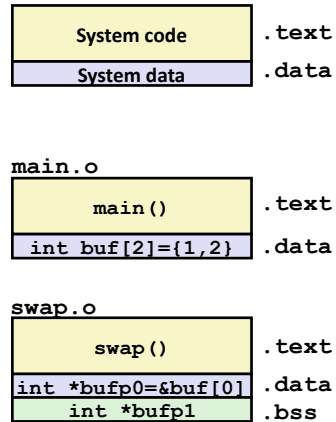 System code .text
System data .data
main.o
main() .text
int buf[2]={1,2} .data
swap.o
swap() .text
int *bufp0=&buf[0] .data
int *bufp1 .bss